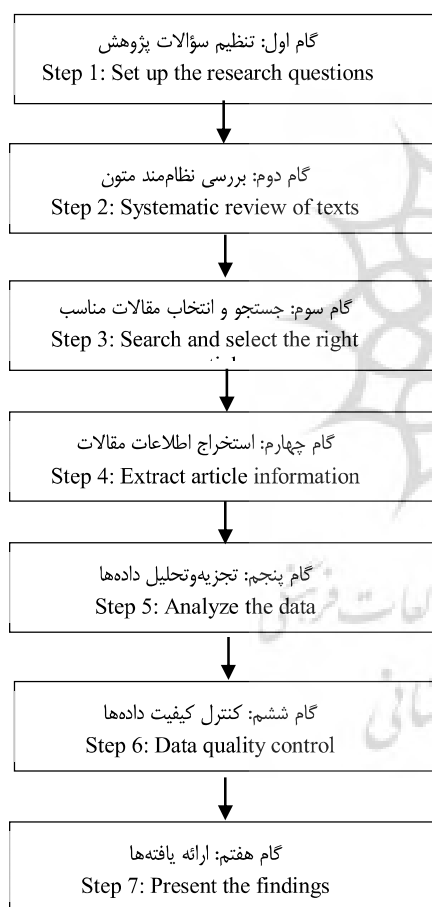 گام اول: تنظیم سؤالات پژوهش
Step 1: Set up the research questions
گام دوم: بررسی نظام‌مند متون
Step 2: Systematic review of texts
گام سوم: جستجو و انتخاب مقالات مناسب
Step 3: Search and select the right
گام چهارم: استخراج اطلاعات مقالات
Step 4: Extract article information
گام پنجم: تجزیه‌وتحلیل داده‌ها
Step 5: Analyze the data
گام ششم: کنترل کیفیت داده‌ها
Step 6: Data quality control
گام هفتم: ارائه یافته‌ها
Step 7: Present the findings